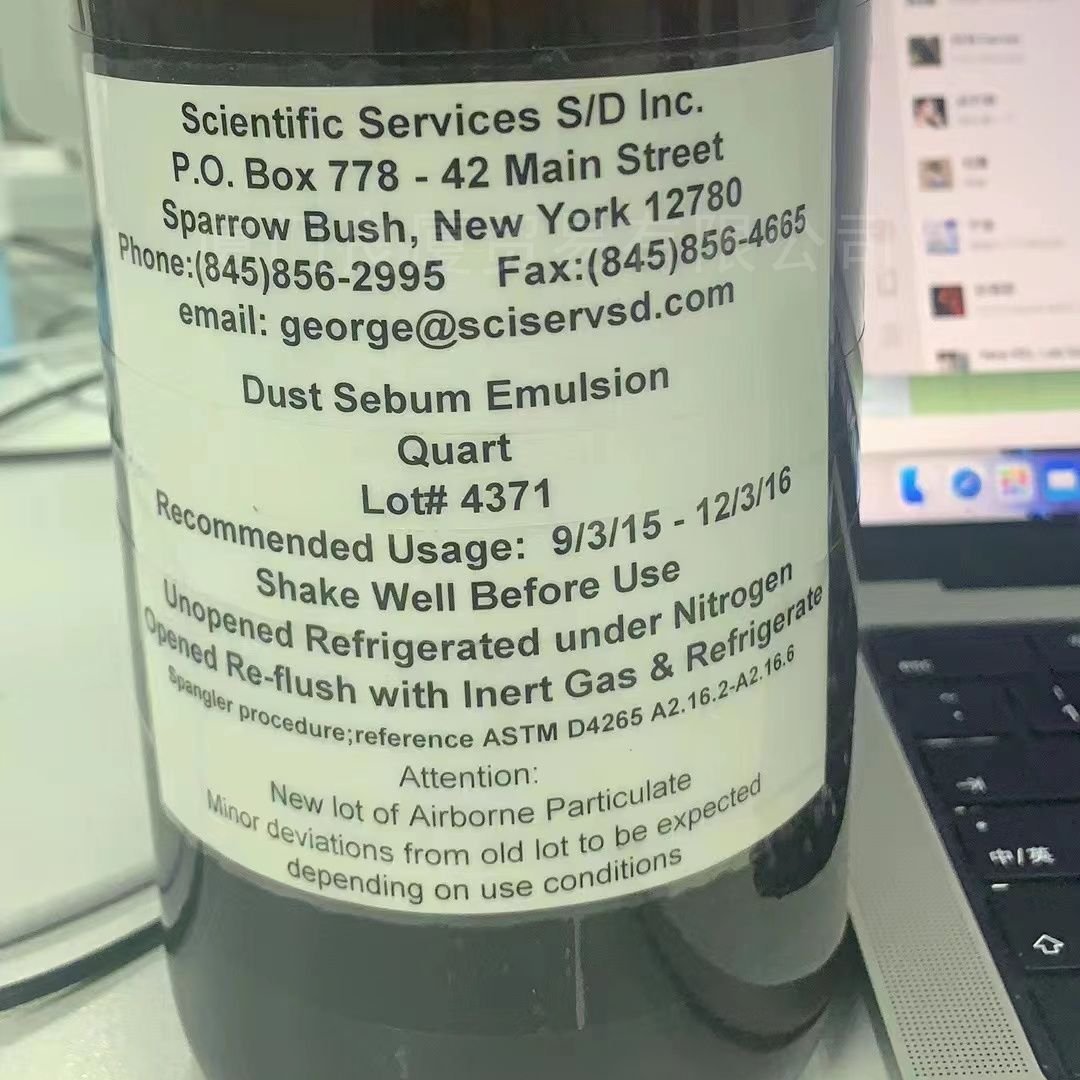 Scientific Services S/D Inc.
P.O. Box 778 - 42 Main Street
Sparrow Bush, New York 12780
Phone:(845)856-2995 Fax:(845)856-4665
email: george@sciservsd.com
Dust Sebum Emulsion
Quart
Lot# 4371
Recommended Usage: 9/3/15 - 12/3/16
Shake Well Before Use
Unopened Refrigerated under Nitrogen
Opened Re-flush with Inert Gas & Refrigerate
Spangler procedure;reference ASTM D4265 A2.16.2-A2.16.6
Attention:
New lot of Airborne Particulate
Minor deviations from old lot to be expected
depending on use conditions
esc
中/英